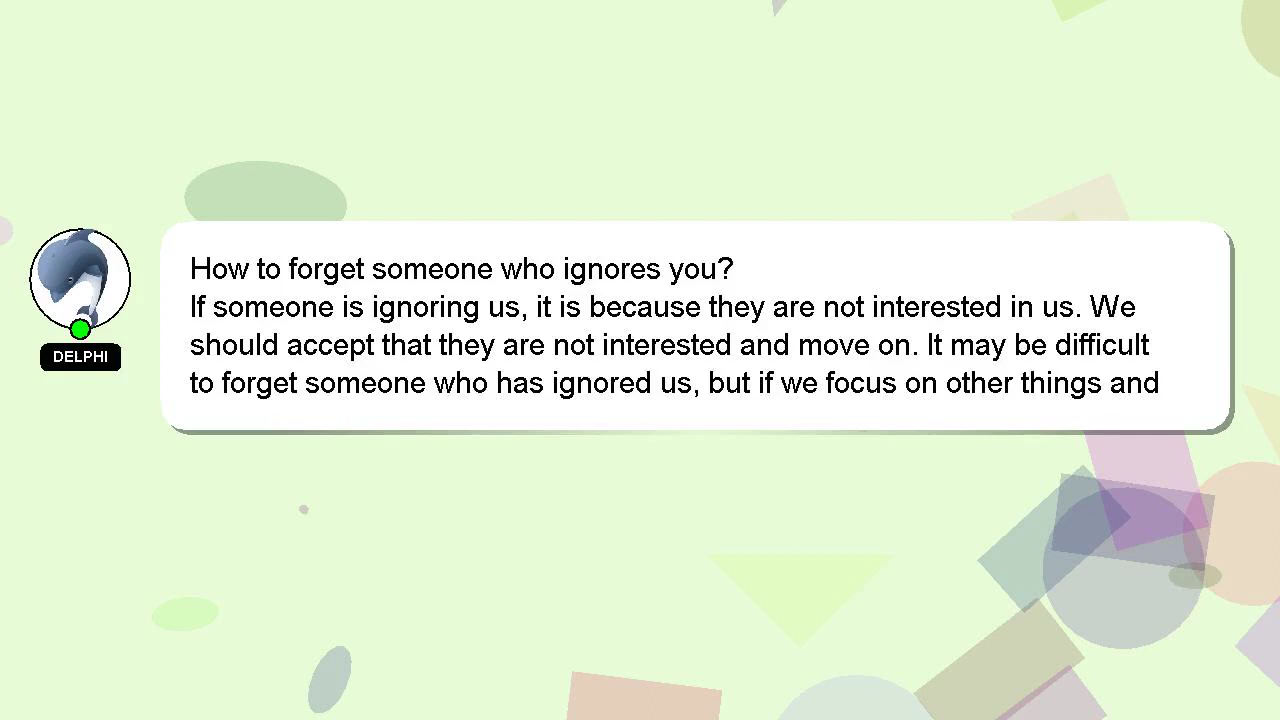 How to forget someone who ignores you?
If someone is ignoring us, it is because they are not interested in us. We
should accept that they are not interested and move on. It may be difficult
to forget someone who has ignored us, but if we focus on other things and
DELPHI